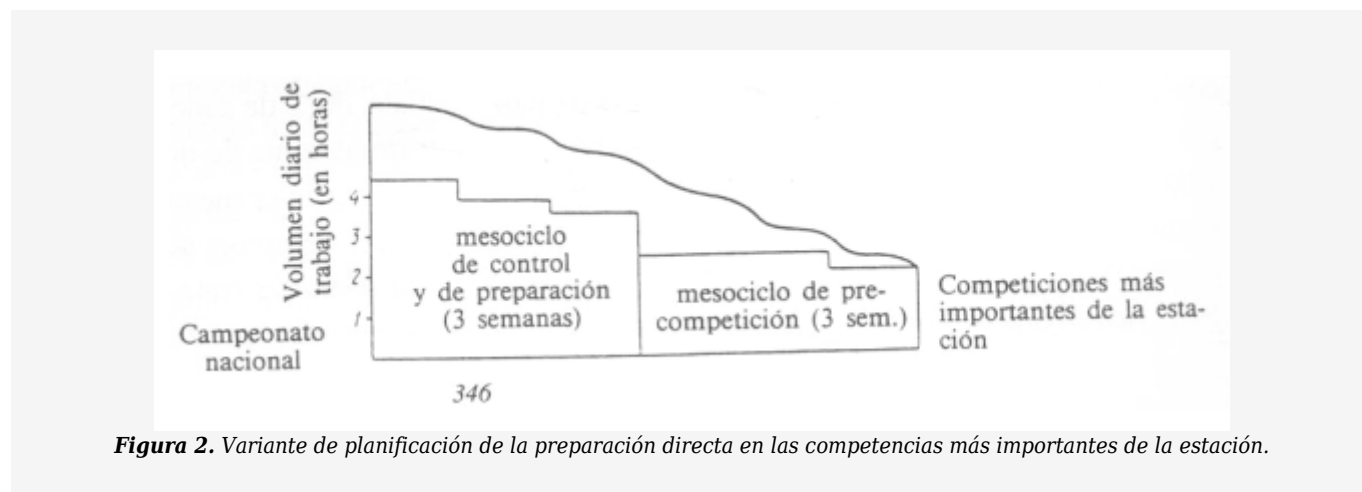 Volumen diario de
trabajo (en horas)
4
3
2
1
mesociclo
de control
y de preparación
(3 semanas)
mesociclo de pre-
competición (3 sem.)
Competiciones más
importantes de la esta-
ción
Campeonato
nacional
346
Figura 2. Variante de planificación de la preparación directa en las competencias más importantes de la estación.